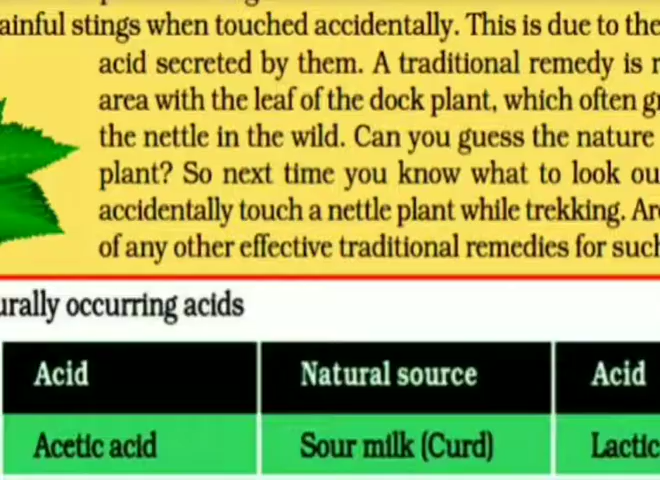 ainful stings when touched accidentally. This is due to the
acid secreted by them. A traditional remedy is
area with the leaf of the dock plant, which often
the nettle in the wild. Can you guess the nature
plant? So next time you know what to look
accidentally touch a nettle plant while trekking.
of any other effective traditional remedies for such
urally occurring acids
Acid Natural source Acid
Acetic acid Sour milk (Curd) Lactic